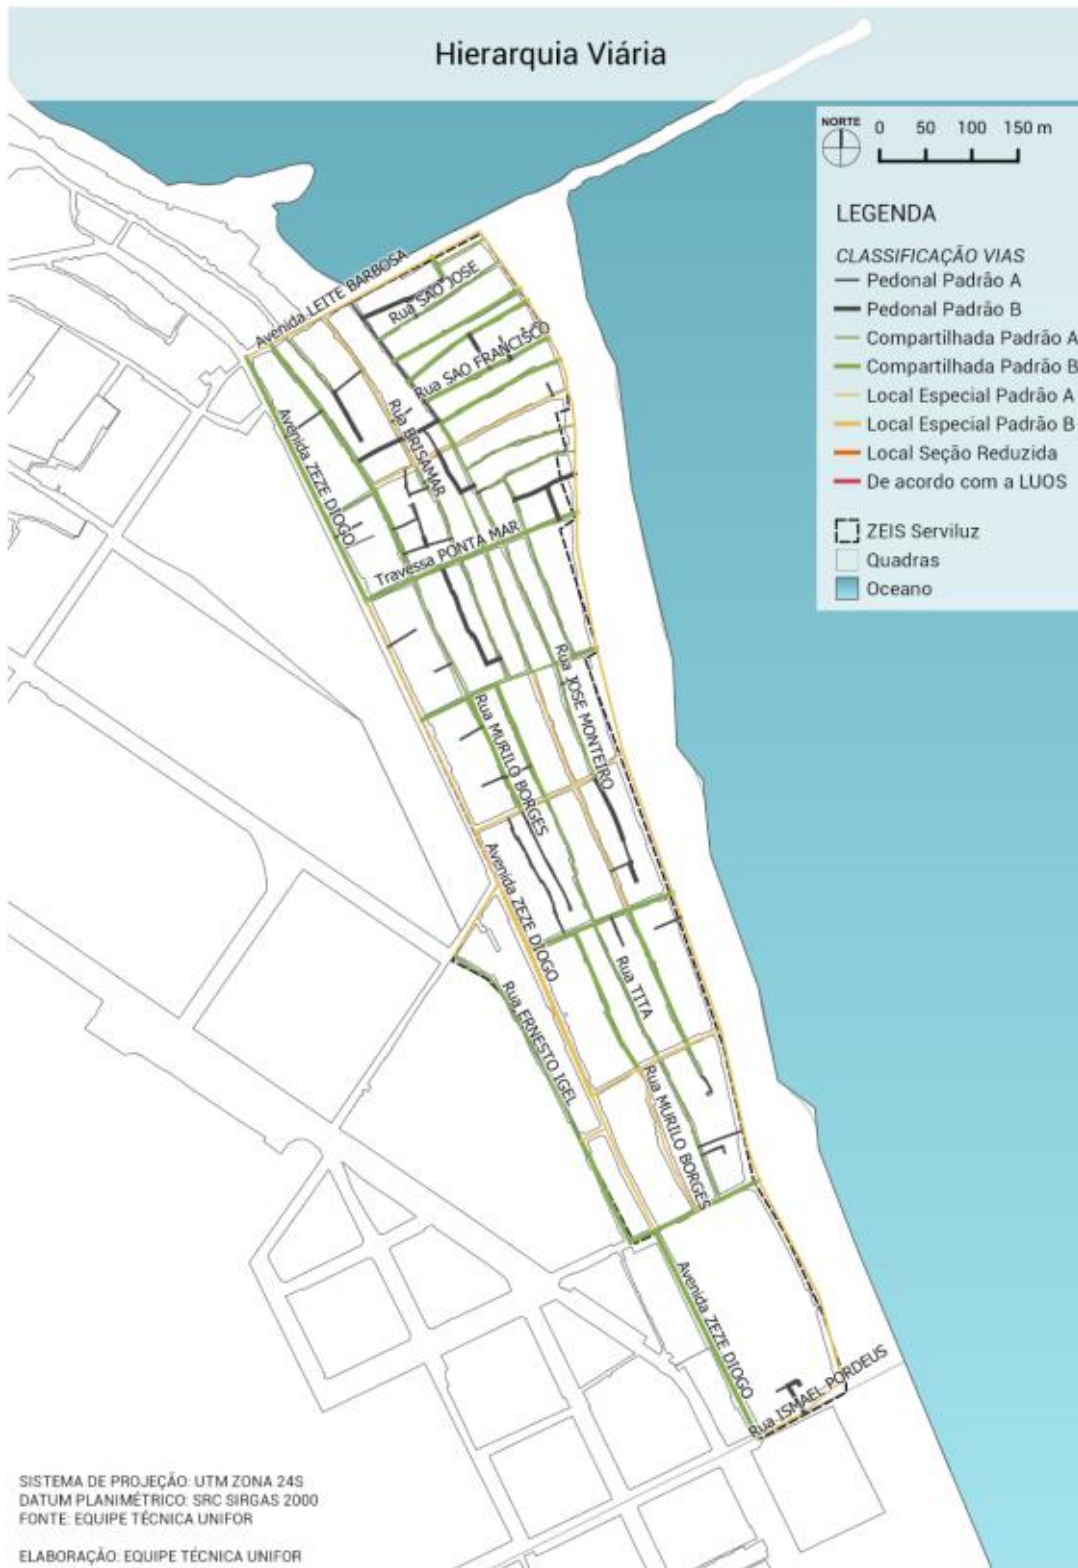 Hierarquia Viária
NORTE
0 50 100 150 m
LEGENDA
CLASSIFICAÇÃO VIAS
Pedonal Padrão A
Pedonal Padrão B
Compartilhada Padrão A
Compartilhada Padrão B
Local Especial Padrão A
Local Especial Padrão B
Local Seção Reduzida
De acordo com a LUOS
ZEIS Serviluz
Quadras
Oceano
Avenida LEITE BARBOSA
Rua SAO JOSE
Rua SAO FRANCISCO
Rua BRISAMAR
Avenida ZEZE DIOGO
Travessa PONTA MAR
Rua JOSE MONTEIRO
Rua MURILO BORGES
Avenida ZEZE DIOGO
Rua TITA
Rua ERNESTO IGEL
Rua MURILO BORGES
Avenida ZEZE DIOGO
Rua ISMAEL PORDEUS
SISTEMA DE PROJEÇÃO: UTM ZONA 24S
DATUM PLANIMÉTRICO: SRC SIRGAS 2000
FONTE: EQUIPE TÉCNICA UNIFOR
ELABORAÇÃO: EQUIPE TÉCNICA UNIFOR